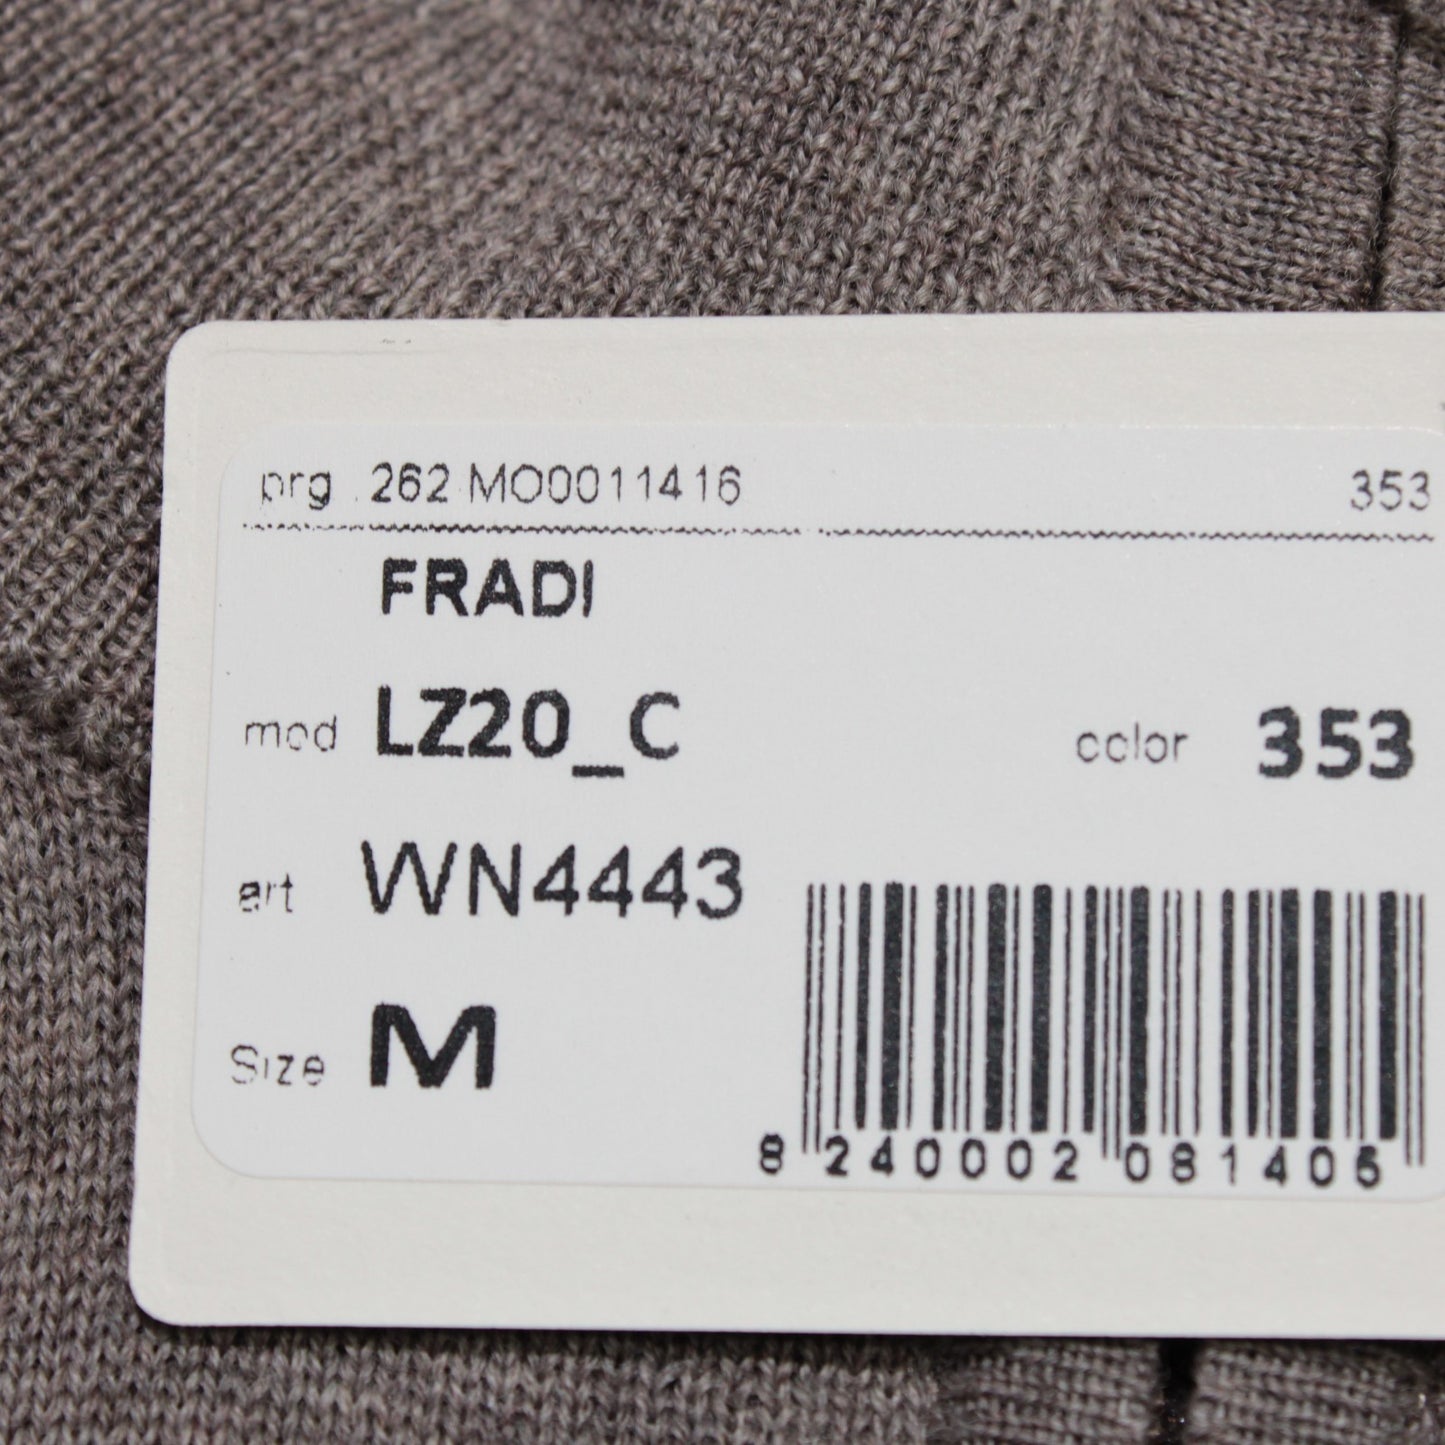 prg 262 MO0011416 353
FRADI
mod LZ20_C color 353
art WN4443
Size M
8 240002 081405